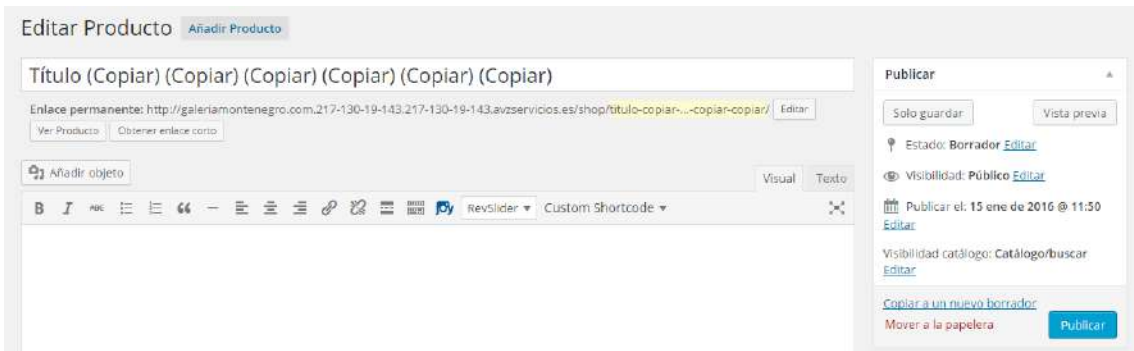 Editar Producto Añadir Producto
Título (Copiar) (Copiar) (Copiar) (Copiar) (Copiar) (Copiar)
Enlace permanente: http://galeriamontenegro.com.217-130-19-143.217-130-19-143.avzservicios.es/shop/titulo-copiar-...-copiar-copiar/ Editar
Ver Producto Obtener enlace corto
Añadir objeto
Visual Texto
B I ABC RevSlider Custom Shortcode
Publicar
Solo guardar Vista previa
Estado: Borrador Editar
Visibilidad: Público Editar
Publicar el: 15 ene de 2016 @ 11:50
Editar
Visibilidad catálogo: Catálogo/buscar
Editar
Copiar a un nuevo borrador
Mover a la papelera Publicar